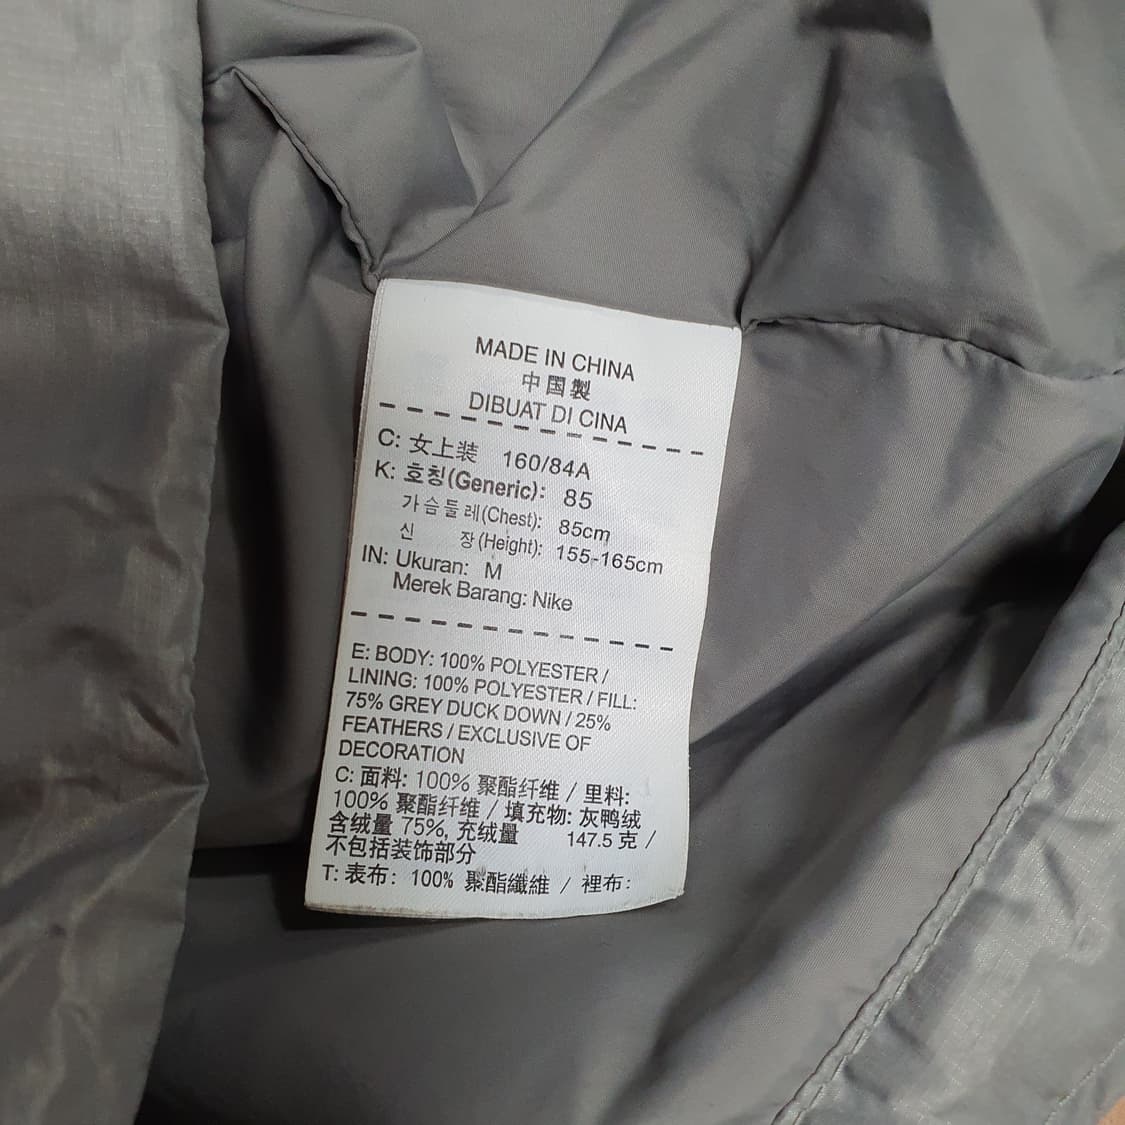 MADE IN CHINA
中国製
DIBUAT DI CINA
C: 女上装 160/84A
K: 호칭(Generic): 85
가슴둘레(Chest): 85cm
신 장(Height): 155-165cm
IN: Ukuran: M
Merek Barang: Nike
E: BODY: 100% POLYESTER /
LINING: 100% POLYESTER / FILL:
75% GREY DUCK DOWN / 25%
FEATHERS / EXCLUSIVE OF
DECORATION
C: 面料: 100% 聚酯纤维 / 里料:
100% 聚酯纤维 / 填充物: 灰鸭绒
含绒量 75%, 充绒量 147.5 克 /
不包括装饰部分
T: 表布: 100% 聚酯纖維 / 裡布: